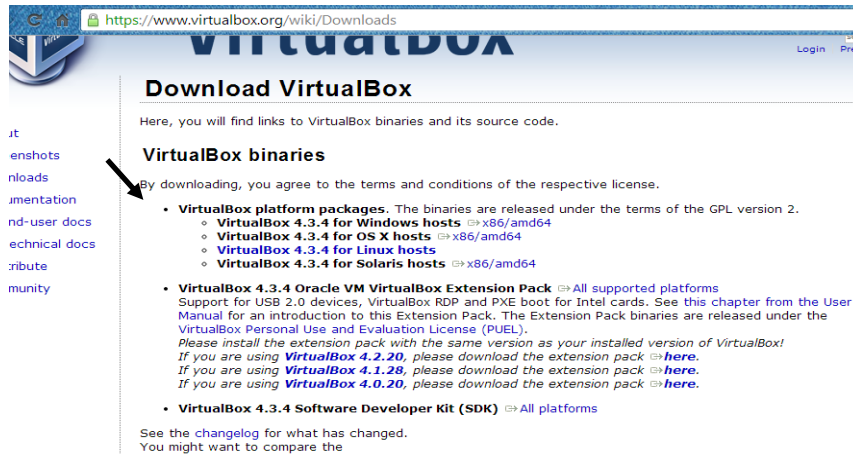 https://www.virtualbox.org/wiki/Downloads
VirtualBox
Login
Download VirtualBox
Here, you will find links to VirtualBox binaries and its source code.
ut
enshots
nloads
umentation
nd-user docs
echnical docs
tribute
munity
VirtualBox binaries
By downloading, you agree to the terms and conditions of the respective license.
• VirtualBox platform packages. The binaries are released under the terms of the GPL version 2.
◦ VirtualBox 4.3.4 for Windows hosts x86/amd64
◦ VirtualBox 4.3.4 for OS X hosts x86/amd64
◦ VirtualBox 4.3.4 for Linux hosts
◦ VirtualBox 4.3.4 for Solaris hosts x86/amd64
• VirtualBox 4.3.4 Oracle VM VirtualBox Extension Pack All supported platforms
Support for USB 2.0 devices, VirtualBox RDP and PXE boot for Intel cards. See this chapter from the User
Manual for an introduction to this Extension Pack. The Extension Pack binaries are released under the
VirtualBox Personal Use and Evaluation License (PUEL).
Please install the extension pack with the same version as your installed version of VirtualBox!
If you are using VirtualBox 4.2.20, please download the extension pack here.
If you are using VirtualBox 4.1.28, please download the extension pack here.
If you are using VirtualBox 4.0.20, please download the extension pack here.
• VirtualBox 4.3.4 Software Developer Kit (SDK) All platforms
See the changelog for what has changed.
You might want to compare the